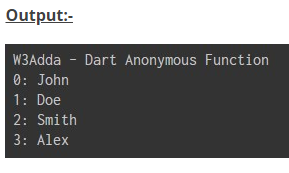 Output:-
W3Adda - Dart Anonymous Function
0: John
1: Doe
2: Smith
3: Alex